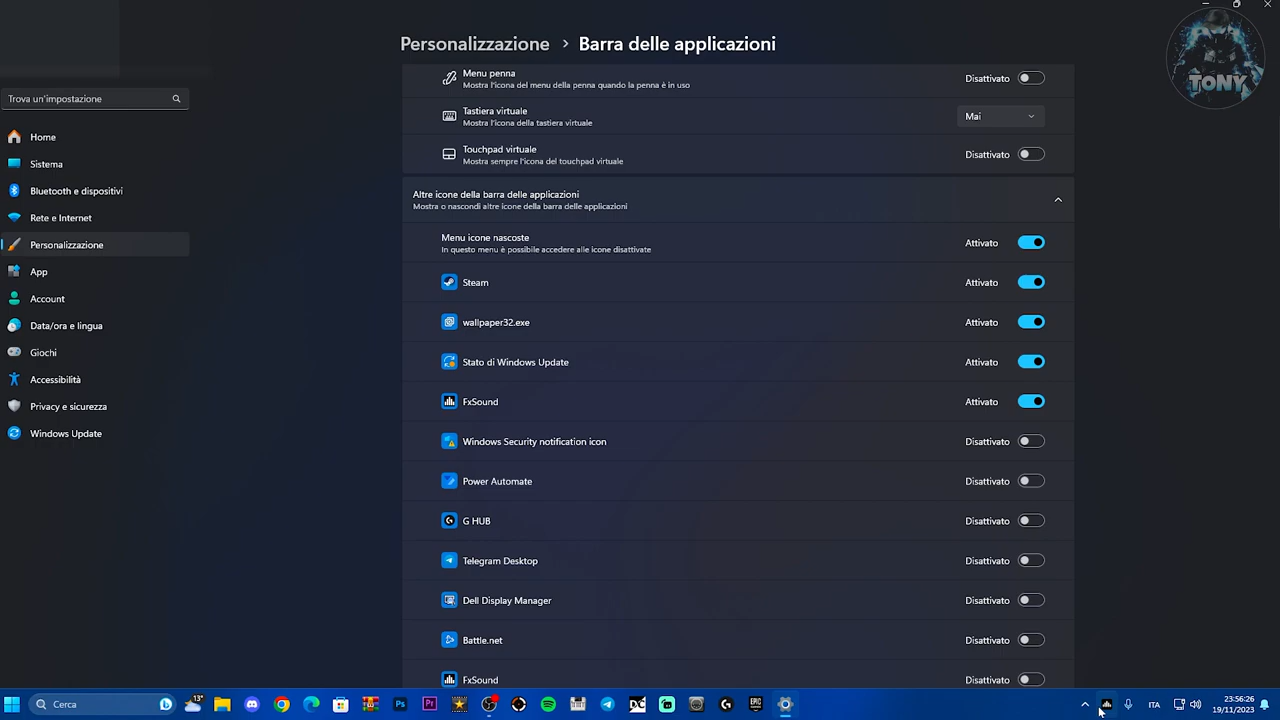 TONY
Personalizzazione > Barra delle applicazioni
Trova un'impostazione
Home
Sistema
Bluetooth e dispositivi
Rete e Internet
Personalizzazione
App
Account
Data/ora e lingua
Giochi
Accessibilità
Privacy e sicurezza
Windows Update
Menu penna
Mostra l'icona del menu della penna quando la penna è in uso
Disattivato
Tastiera virtuale
Mostra l'icona della tastiera virtuale
Mai
Touchpad virtuale
Mostra sempre l'icona del touchpad virtuale
Disattivato
Altre icone della barra delle applicazioni
Mostra o nascondi altre icone della barra delle applicazioni
Menu icone nascoste
In questo menu è possibile accedere alle icone disattivate
Attivato
Steam
Attivato
wallpaper32.exe
Attivato
Stato di Windows Update
Attivato
FxSound
Attivato
Windows Security notification icon
Disattivato
Power Automate
Disattivato
G HUB
Disattivato
Telegram Desktop
Disattivato
Dell Display Manager
Disattivato
Battle.net
Disattivato
FxSound
Disattivato
Cerca
13°
Ps
Pr
DC
EPIC
ITA
23:56:26
19/11/2023